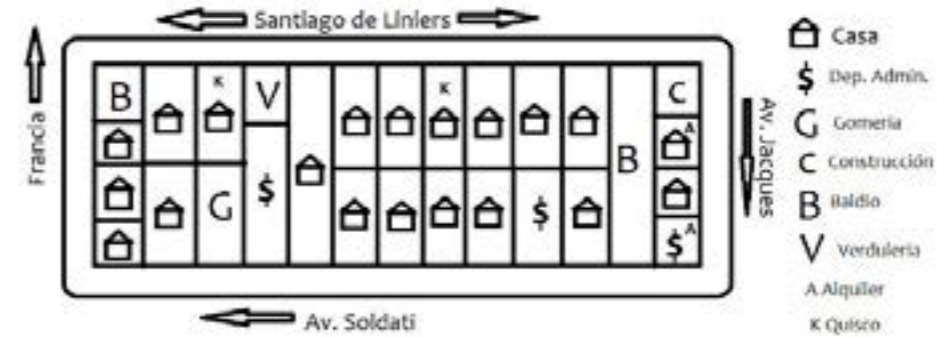 Santiago de Liniers
Francia
Av. Jacques
Av. Soldati
B
K
V
K
C
A
G
$
B
$
$ A
Casa
$ Dep. Admin.
G Gomeria
C Construcción
B Baldio
V Verduleria
A Alquiler
K Quisco